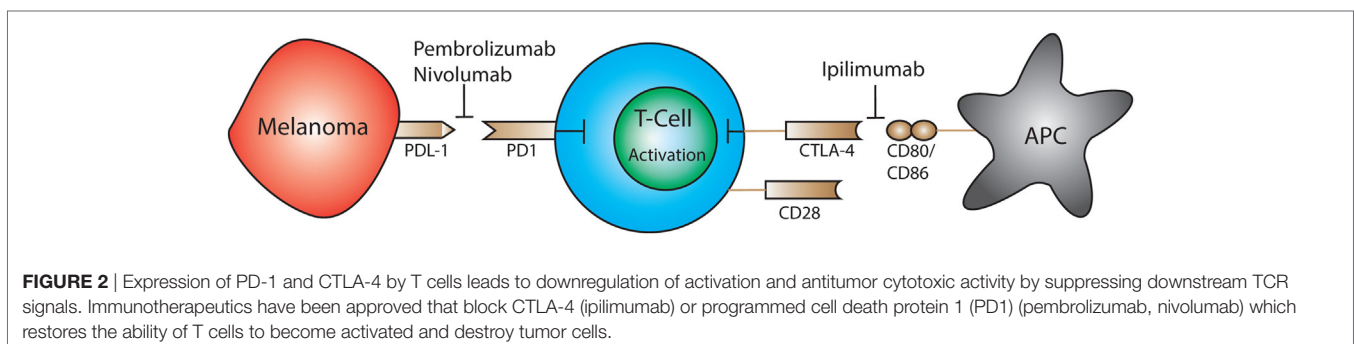 Pembrolizumab
Nivolumab
Ipilimumab
Melanoma
T-Cell
Activation
APC
PDL-1
PD1
CTLA-4
CD80/
CD86
CD28
FIGURE 2 | Expression of PD-1 and CTLA-4 by T cells leads to downregulation of activation and antitumor cytotoxic activity by suppressing downstream TCR
signals. Immunotherapeutics have been approved that block CTLA-4 (ipilimumab) or programmed cell death protein 1 (PD1) (pembrolizumab, nivolumab) which
restores the ability of T cells to become activated and destroy tumor cells.